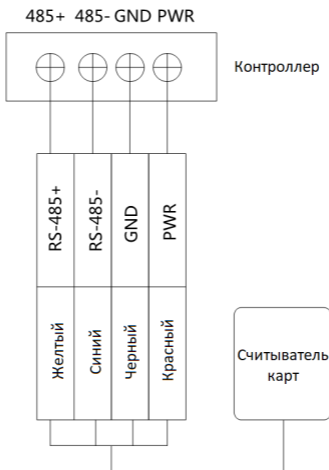 485+ 485- GND PWR
Контроллер
RS-485+
RS-485-
GND
PWR
Желтый
Синий
Черный
Красный
Считыватель
карт